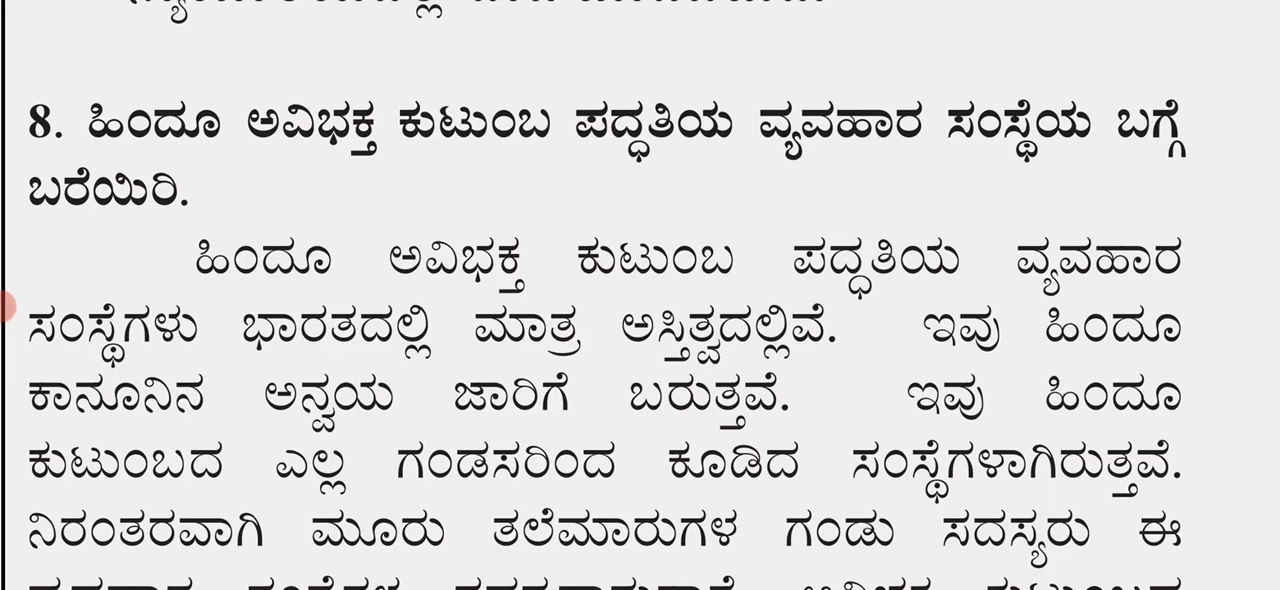 8. ಹಿಂದೂ ಅವಿಭಕ್ತ ಕುಟುಂಬ ಪದ್ಧತಿಯ ವ್ಯವಹಾರ ಸಂಸ್ಥೆಯ ಬಗ್ಗೆ
ಬರೆಯಿರಿ.
ಹಿಂದೂ ಅವಿಭಕ್ತ ಕುಟುಂಬ ಪದ್ಧತಿಯ ವ್ಯವಹಾರ
ಸಂಸ್ಥೆಗಳು ಭಾರತದಲ್ಲಿ ಮಾತ್ರ ಅಸ್ತಿತ್ವದಲ್ಲಿವೆ. ಇವು ಹಿಂದೂ
ಕಾನೂನಿನ ಅನ್ವಯ ಜಾರಿಗೆ ಬರುತ್ತವೆ. ಇವು ಹಿಂದೂ
ಕುಟುಂಬದ ಎಲ್ಲ ಗಂಡಸರಿಂದ ಕೂಡಿದ ಸಂಸ್ಥೆಗಳಾಗಿರುತ್ತವೆ.
ನಿರಂತರವಾಗಿ ಮೂರು ತಲೆಮಾರುಗಳ ಗಂಡು ಸದಸ್ಯರು ಈ